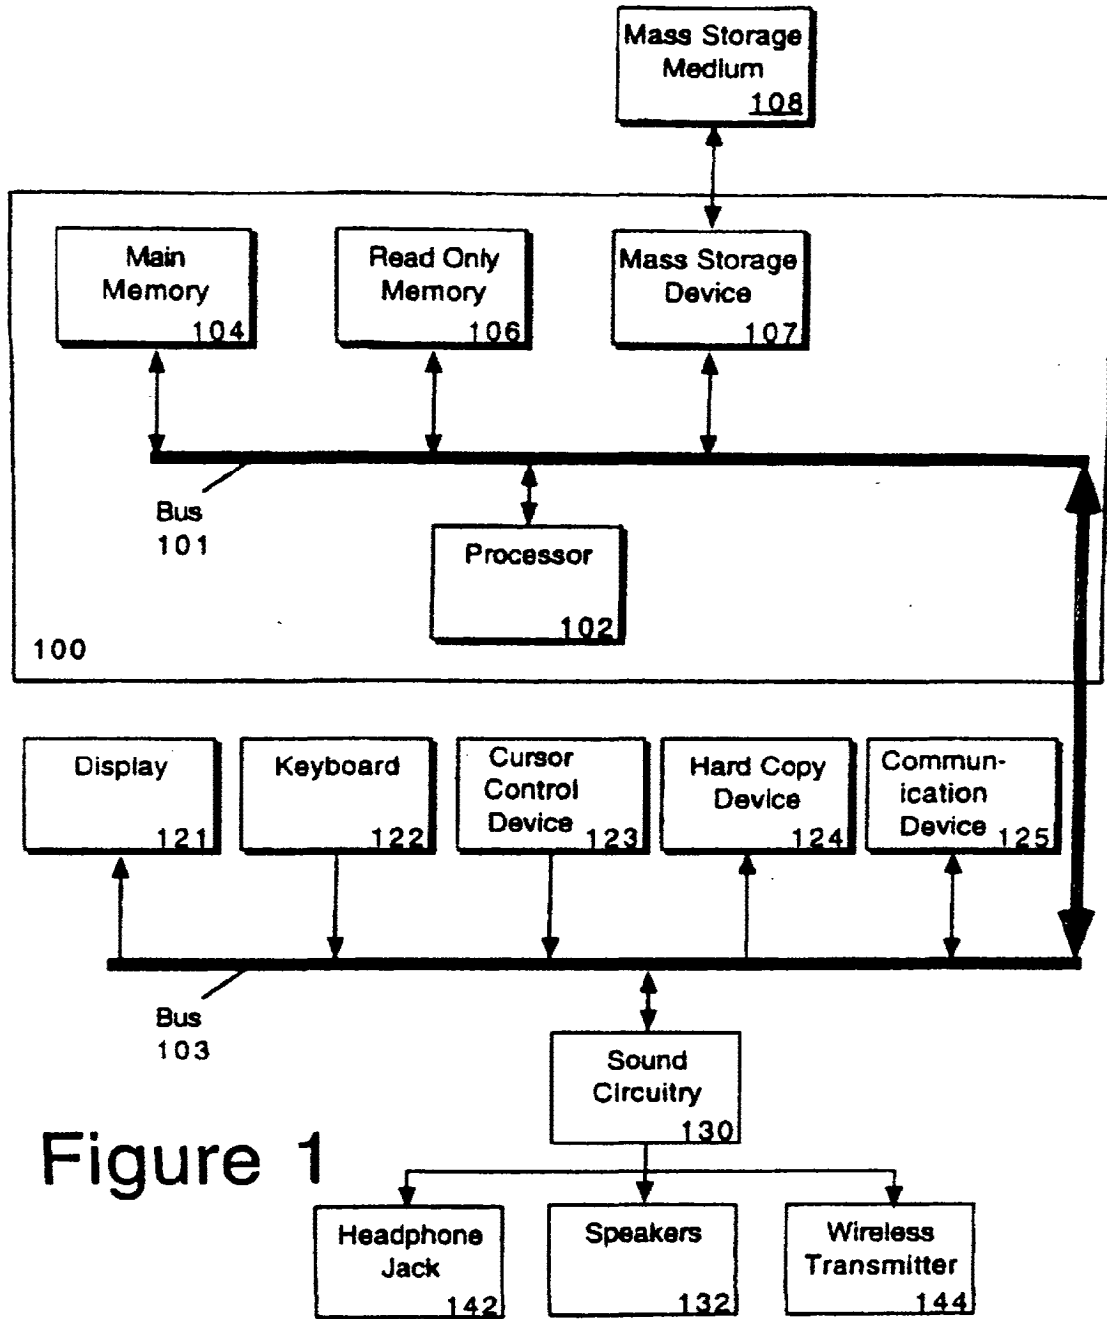 Mass Storage
Medium
108
Main
Memory
104
Read Only
Memory
106
Mass Storage
Device
107
Bus
101
Processor
102
100
Display
121
Keyboard
122
Cursor
Control
Device
123
Hard Copy
Device
124
Commun-
ication
Device
125
Bus
103
Sound
Circuitry
130
Figure 1
Headphone
Jack
142
Speakers
132
Wireless
Transmitter
144